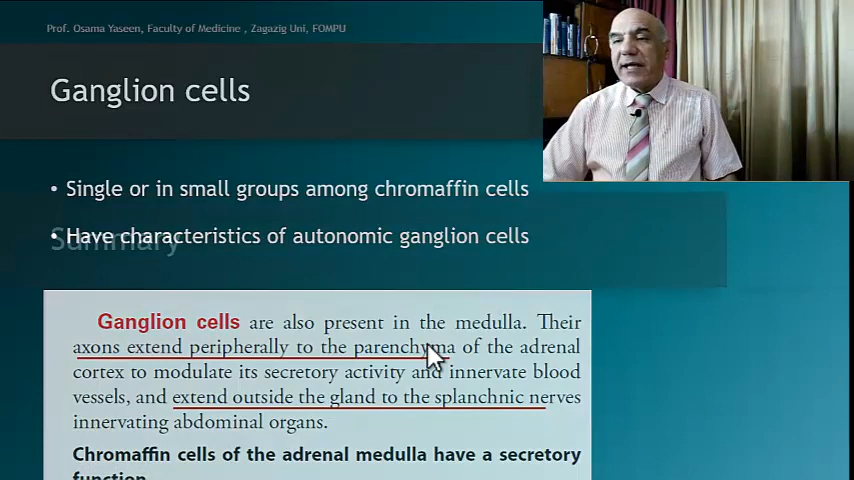 Prof. Osama Yaseen, Faculty of Medicine , Zagazig Uni, FOMPU
Ganglion cells
• Single or in small groups among chromaffin cells
• Have characteristics of autonomic ganglion cells
Summary
Ganglion cells are also present in the medulla. Their
axons extend peripherally to the parenchyma of the adrenal
cortex to modulate its secretory activity and innervate blood
vessels, and extend outside the gland to the splanchnic nerves
innervating abdominal organs.
Chromaffin cells of the adrenal medulla have a secretory
function.